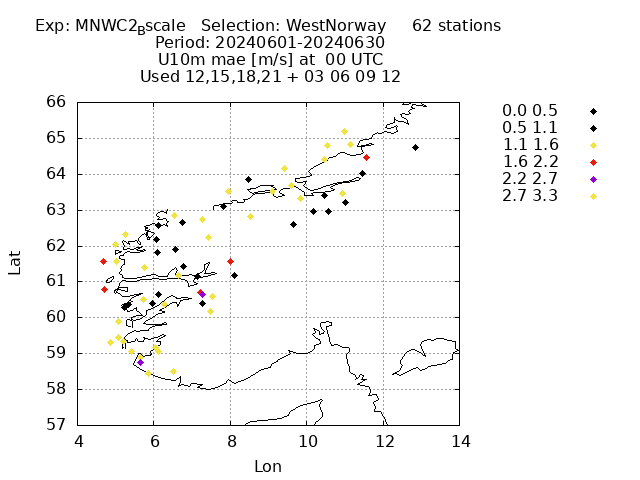 Exp: MNWC2Bscale   Selection: WestNorway     62 stations
Period: 20240601-20240630
U10m mae [m/s] at  00 UTC
Used 12,15,18,21 + 03 06 09 12
66
65
64
63
62
61
60
59
58
57
Lat
4 6 8 10 12 14
Lon
0.0 0.5
0.5 1.1
1.1 1.6
1.6 2.2
2.2 2.7
2.7 3.3